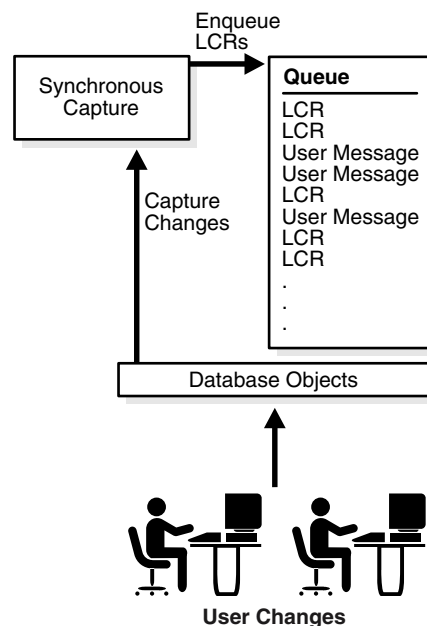 Enqueue
LCRs
Synchronous
Capture
Queue
LCR
LCR
User Message
User Message
LCR
User Message
LCR
LCR
.
.
.
Capture
Changes
Database Objects
User Changes